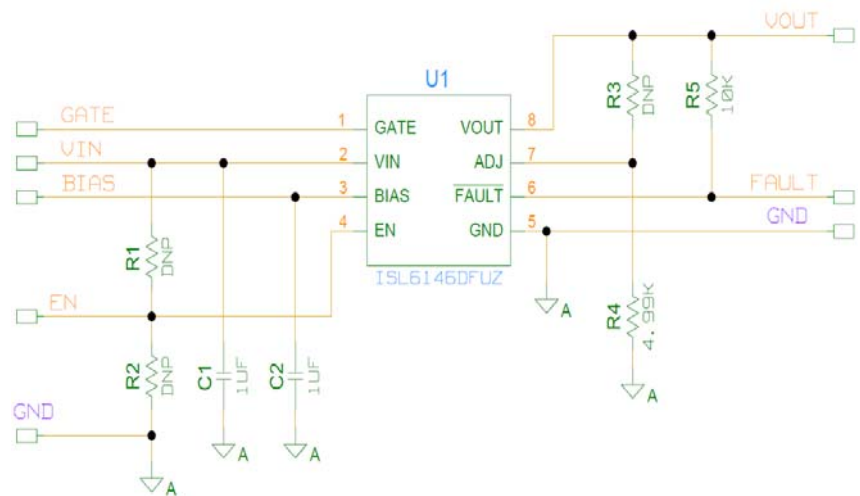 VOUT
U1
R3
DNP
R5
10K
GATE
1
GATE
VOUT
8
VIN
2
VIN
ADJ
7
BIAS
3
BIAS
FAULT
6
FAULT
4
EN
GND
5
GND
ISL6146DFUZ
R1
DNP
EN
A
R4
4.99K
R2
DNP
C1
1UF
C2
1UF
A
GND
A
A
A